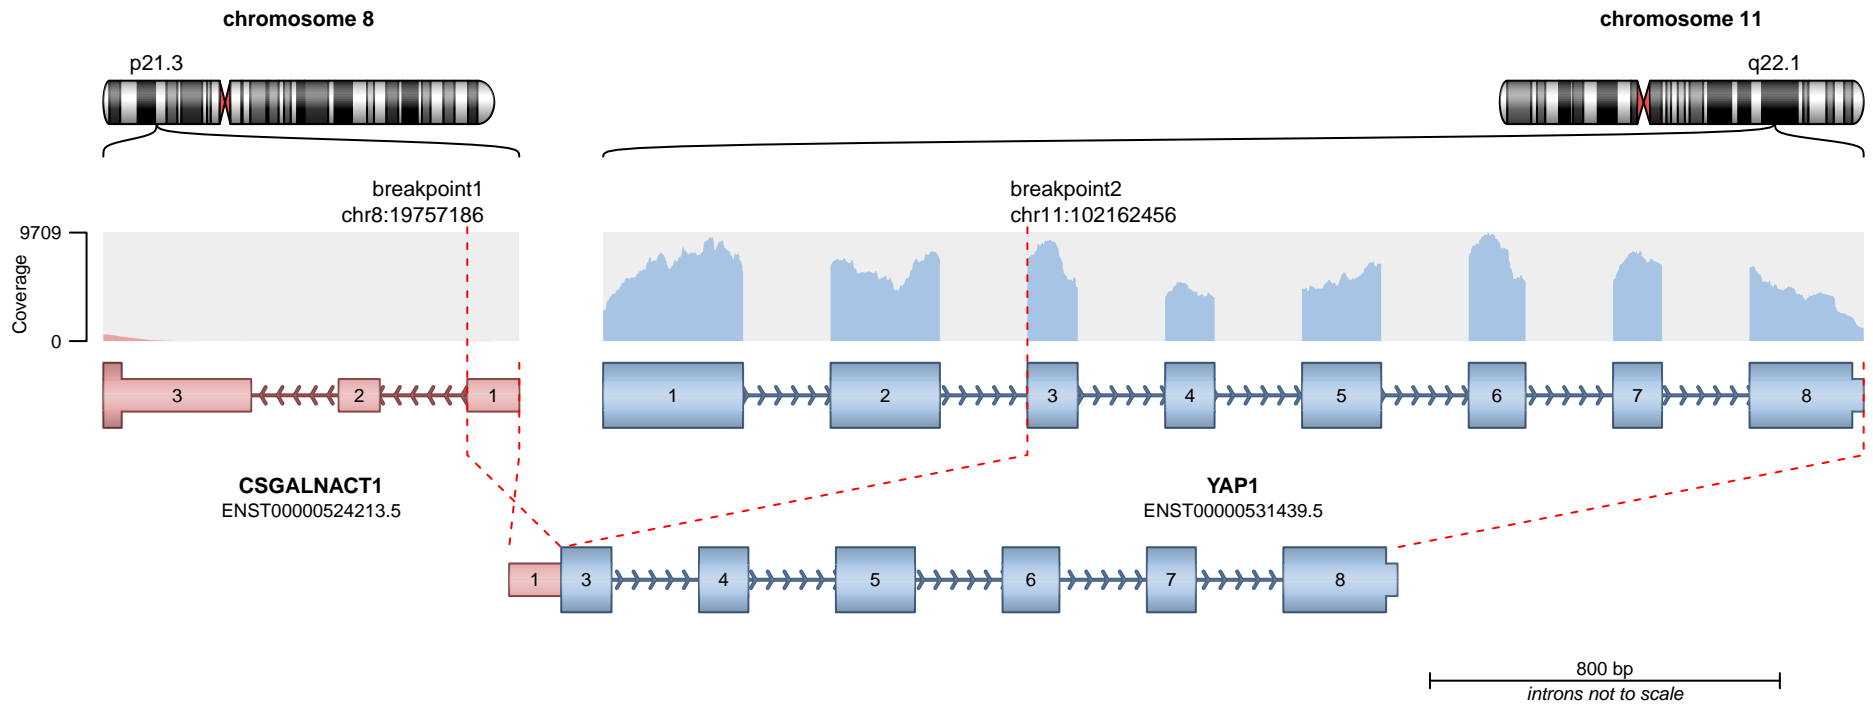 chromosome 8
chromosome 11
p21.3
q22.1
breakpoint1
chr8:19757186
breakpoint2
chr11:102162456
9709
Coverage
0
3
2
1
1
2
3
4
5
6
7
8
CSGALNACT1
ENST00000524213.5
YAP1
ENST00000531439.5
1
3
4
5
6
7
8
800 bp
introns not to scale